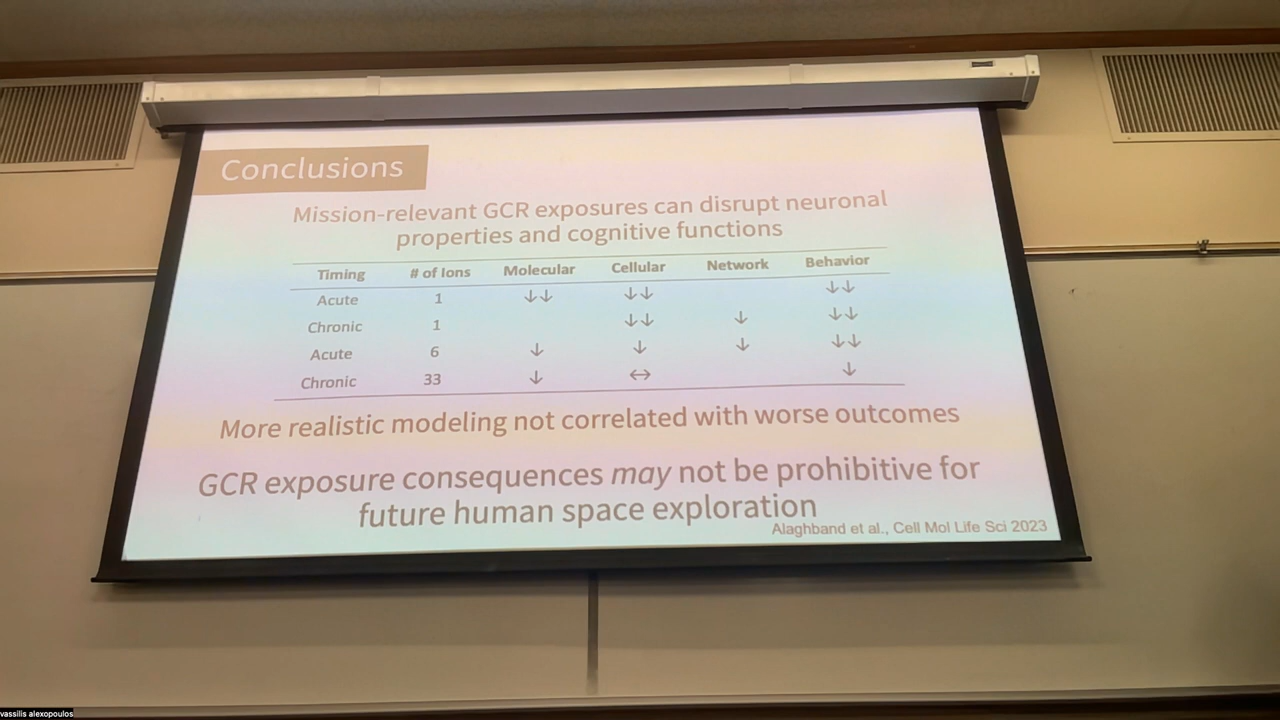 Conclusions
Mission-relevant GCR exposures can disrupt neuronal
properties and cognitive functions
Timing # of Ions Molecular Cellular Network Behavior
Acute 1 ↓↓ ↓↓ ↓↓
Chronic 1 ↓↓ ↓ ↓↓
Acute 6 ↓ ↓ ↓ ↓↓
Chronic 33 ↓ ↔ ↓
More realistic modeling not correlated with worse outcomes
GCR exposure consequences may not be prohibitive for
future human space exploration
Alaghband et al., Cell Mol Life Sci 2023
vassilis alexopoulos